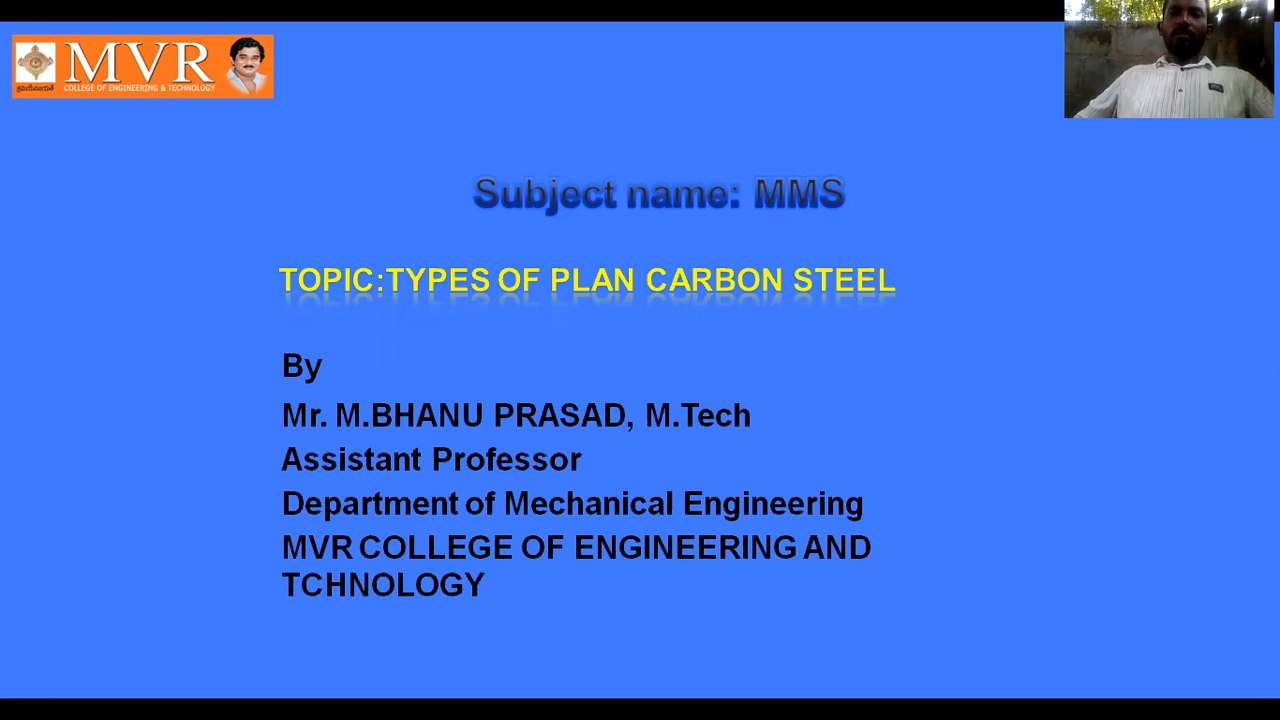 MVR
COLLEGE OF ENGINEERING & TECHNOLOGY
Subject name: MMS
TOPIC:TYPES OF PLAN CARBON STEEL
By
Mr. M.BHANU PRASAD, M.Tech
Assistant Professor
Department of Mechanical Engineering
MVR COLLEGE OF ENGINEERING AND
TCHNOLOGY